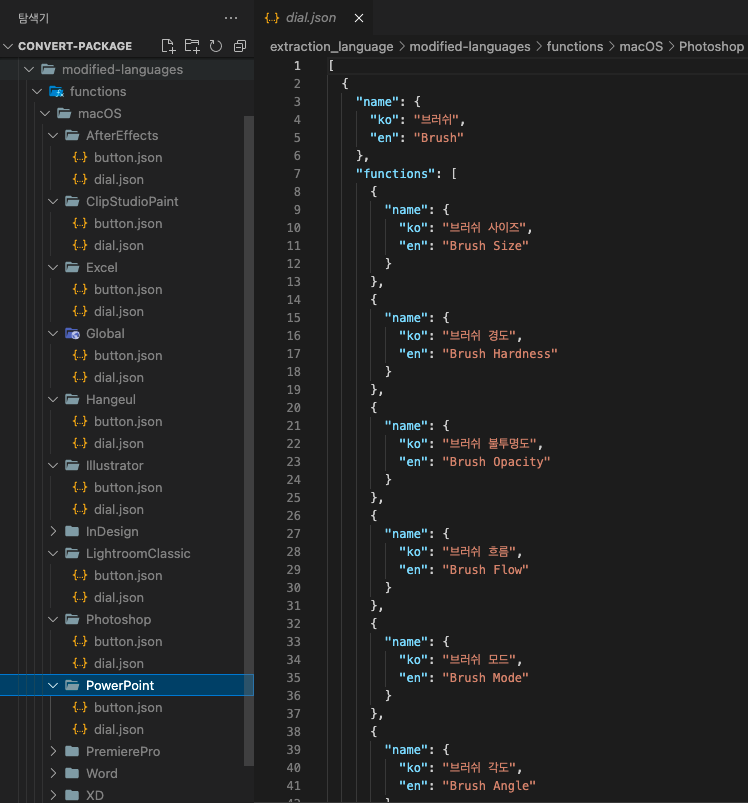 탐색기
CONVERT-PACKAGE
modified-languages
functions
macOS
AfterEffects
button.json
dial.json
ClipStudioPaint
button.json
dial.json
Excel
button.json
dial.json
Global
button.json
dial.json
Hangeul
button.json
dial.json
Illustrator
button.json
dial.json
InDesign
LightroomClassic
button.json
dial.json
Photoshop
button.json
dial.json
PowerPoint
button.json
dial.json
PremierePro
Word
XD
dial.json
extraction_language > modified-languages > functions > macOS > Photoshop
1 [
2 {
3 "name": {
4 "ko": "브러쉬",
5 "en": "Brush"
6 },
7 "functions": [
8 {
9 "name": {
10 "ko": "브러쉬 사이즈",
11 "en": "Brush Size"
12 }
13 },
14 {
15 "name": {
16 "ko": "브러쉬 경도",
17 "en": "Brush Hardness"
18 }
19 },
20 {
21 "name": {
22 "ko": "브러쉬 불투명도",
23 "en": "Brush Opacity"
24 }
25 },
26 {
27 "name": {
28 "ko": "브러쉬 흐름",
29 "en": "Brush Flow"
30 }
31 },
32 {
33 "name": {
34 "ko": "브러쉬 모드",
35 "en": "Brush Mode"
36 }
37 },
38 {
39 "name": {
40 "ko": "브러쉬 각도",
41 "en": "Brush Angle"